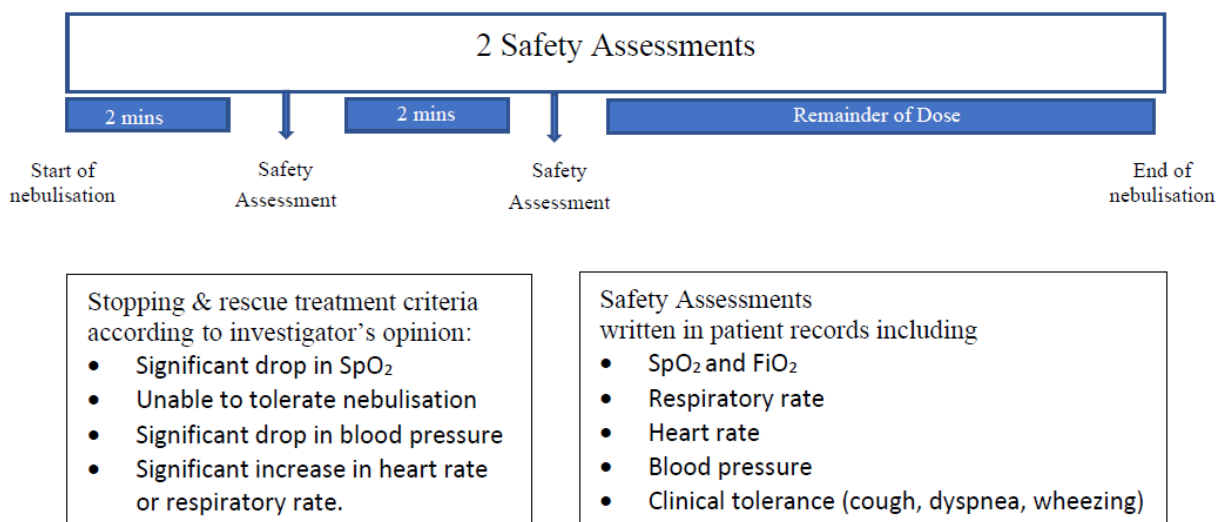 2 Safety Assessments
2 mins
2 mins
Remainder of Dose
Start of
nebulisation
Safety
Assessment
Safety
Assessment
End of
nebulisation
Stopping & rescue treatment criteria
according to investigator’s opinion:
• Significant drop in SpO₂
• Unable to tolerate nebulisation
• Significant drop in blood pressure
• Significant increase in heart rate
or respiratory rate.
Safety Assessments
written in patient records including
• SpO₂ and FiO₂
• Respiratory rate
• Heart rate
• Blood pressure
• Clinical tolerance (cough, dyspnea, wheezing)